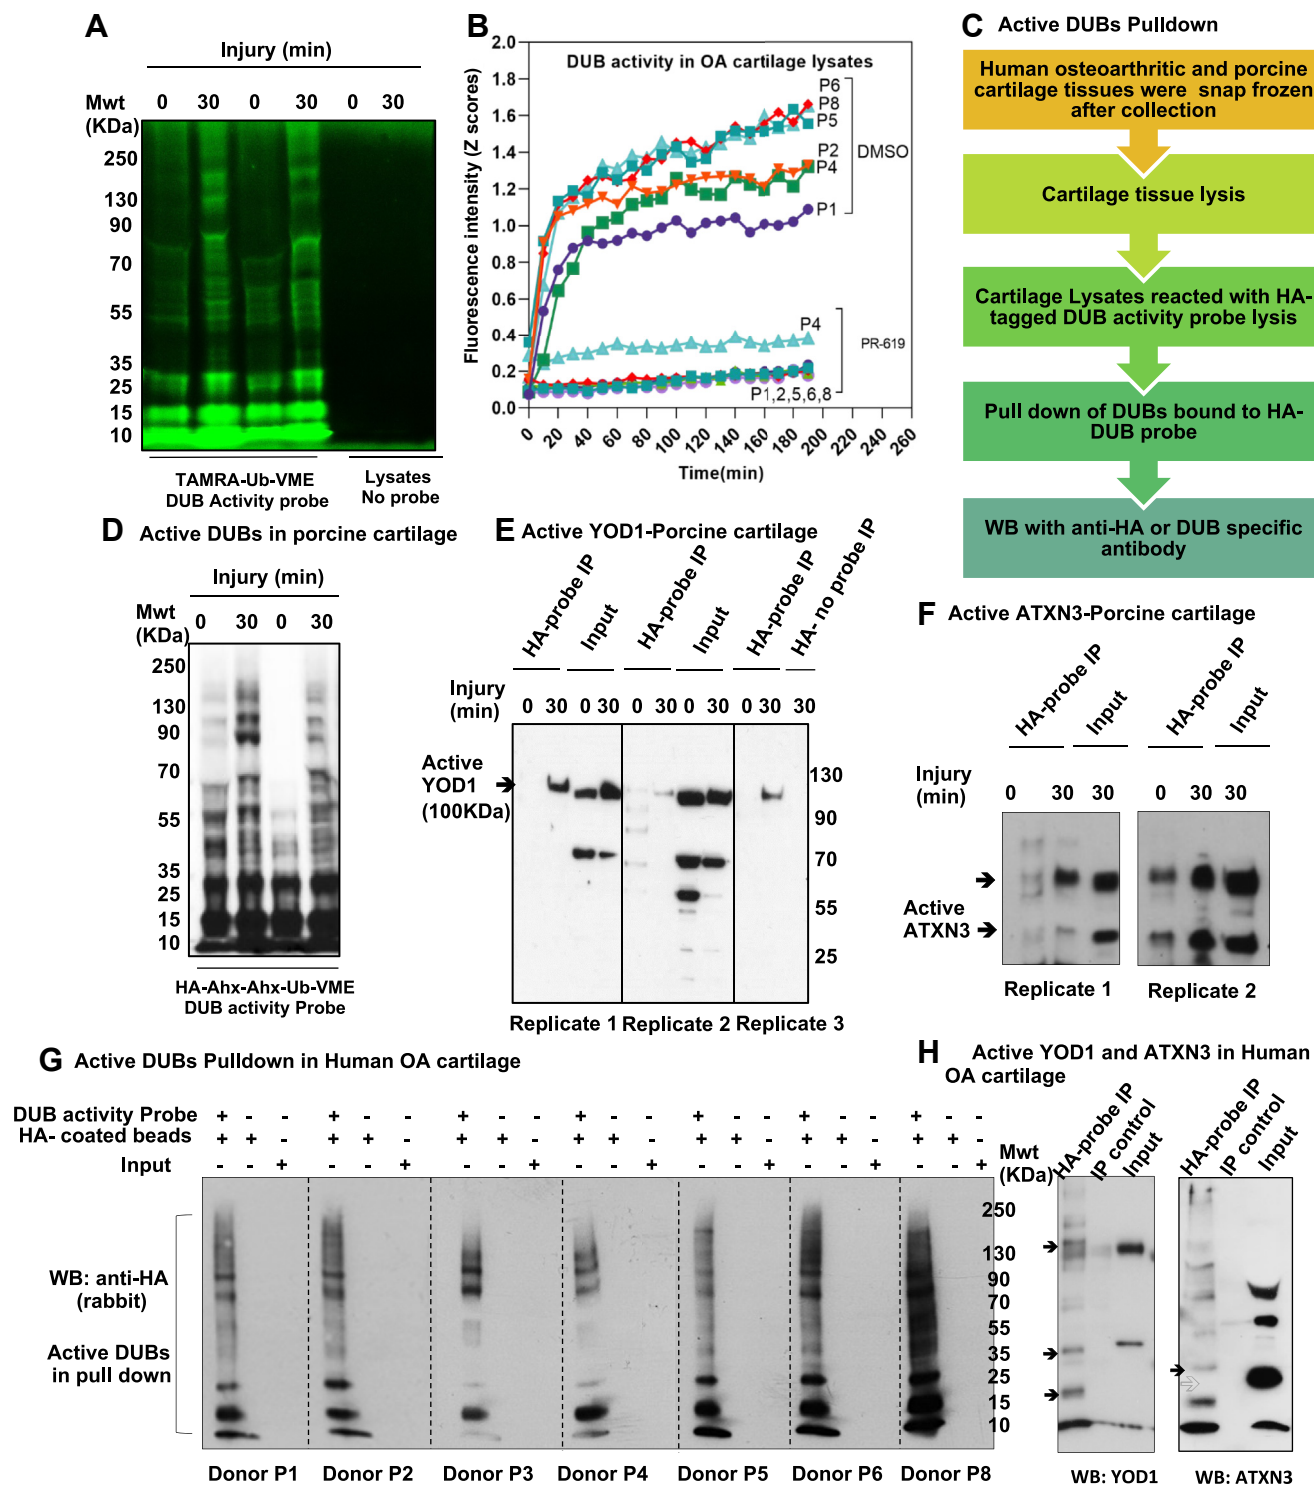 A
Injury (min)
Mwt 0 30 0 30 0 30
(KDa)
250
130
90
70
55
35
25
15
10
TAMRA-Ub-VME
DUB Activity probe
Lysates
No probe
B
DUB activity in OA cartilage lysates
Fluorescence intensity (Z scores)
2.0
1.8
1.6
1.4
1.2
1.0
0.8
0.6
0.4
0.2
0.0
P6
P8
P5
P2
P4
P1
DMSO
P4
PR-619
P1,2,5,6,8
0 20 40 60 80 100 120 140 160 180 200 220 240 260
Time(min)
C Active DUBs Pulldown
Human osteoarthritic and porcine
cartilage tissues were snap frozen
after collection
Cartilage tissue lysis
Cartilage Lysates reacted with HA-
tagged DUB activity probe lysis
Pull down of DUBs bound to HA-
DUB probe
WB with anti-HA or DUB specific
antibody
D Active DUBs in porcine cartilage
Injury (min)
Mwt 0 30 0 30
(KDa)
250
130
90
70
55
35
25
15
10
HA-Ahx-Ahx-Ub-VME
DUB activity Probe
E Active YOD1-Porcine cartilage
HA-probe IP
Input
HA-probe IP
Input
HA-probe IP
HA- no probe IP
Injury
(min)
0 30 0 30 0 30 0 30 0 30 30
Active
YOD1
(100KDa)
130
90
70
55
25
Replicate 1 Replicate 2 Replicate 3
F Active ATXN3-Porcine cartilage
HA-probe IP
Input
HA-probe IP
Input
Injury
(min)
0 30 30 0 30 30
Active
ATXN3
Replicate 1 Replicate 2
G Active DUBs Pulldown in Human OA cartilage
DUB activity Probe + - - + - - + - - + - - + - - + - - + - -
HA- coated beads + + - + + - + + - + + - + + - + + - + + -
Input - - + - - + - - + - - + - - + - - + - - +
WB: anti-HA
(rabbit)
Active DUBs
in pull down
Donor P1 Donor P2 Donor P3 Donor P4 Donor P5 Donor P6 Donor P8
H Active YOD1 and ATXN3 in Human
OA cartilage
HA-probe IP
IP control
Input
HA-probe IP
IP control
Input
Mwt
(KDa)
250
130
90
70
55
35
25
15
10
WB: YOD1 WB: ATXN3